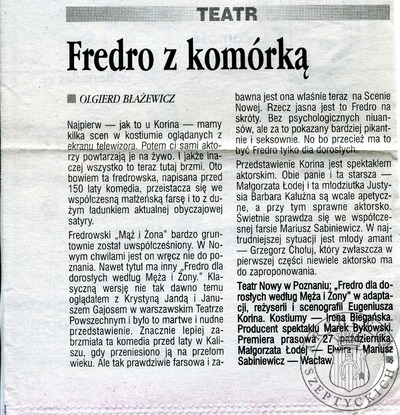 TEATR
Fredro z komórką
■ OLGIERD BŁAŻEWICZ
Najpierw — jak to u Korina — mamy
kilka scen w kostiumie oglądanych z
ekranu telewizora. Potem ci sami akto-
rzy powtarzają je na żywo. I jakże ina-
czej wszystko to teraz tutaj brzmi. Oto
bowiem ta fredrowska, napisana przed
150 laty komedia, przeistacza się we
współczesną małżeńską farsę i to z du-
żym ładunkiem aktualnej obyczajowej
satyry.
Fredrowski „Mąż i Żona" bardzo grun-
townie został uwspółcześniony. W No-
wym chwilami jest on wręcz nie do po-
znania. Nawet tytuł ma inny „Fredro dla
dorosłych według Męża i Żony." Klas-
yczną wersję nie tak dawno temu
oglądałem z Krystyną Jandą i Janu-
szem Gajosem w warszawskim Teatrze
Powszechnym i było to martwe i nudne
przedstawienie. Znacznie lepiej za-
brzmiała ta komedia przed laty w Kali-
szu, gdy przeniesiono ją na przełom
wieku. Ale tak prawdziwie farsowa i za-
bawna jest ona właśnie teraz na Scenie
Nowej. Rzecz jasna jest to Fredro na
skróty. Bez psychologicznych niuan-
sów, ale za to pokazany bardziej pikant-
nie i seksownie. No bo przecież ma to
być Fredro tylko dla dorosłych.
Przedstawienie Korina jest spektaklem
aktorskim. Obie panie i ta starsza —
Małgorzata Łodej i ta młodziutka Justy-
sia Barbara Kałużna są wcale apetycz-
ne, a przy tym sprawne aktorsko.
Świetnie sprawdza się we współczes-
nej farsie Mariusz Sabiniewicz. W naj-
trudniejszej sytuacji jest młody amant
— Grzegorz Chołuj, który zwłaszcza w
pierwszej części niewiele aktorsko ma
do zaproponowania.
Teatr Nowy w Poznaniu; „Fredro dla do-
rosłych według Męża i Żony" w adapta-
cji, reżyserii i scenografii Eugeniusza
Korina. Kostiumy — Irena Biegańska.
Producent spektaklu Marek Bykowski.
Premiera prasowa 27 października.
Małgorzata Łodej — Elwira i Mariusz
Sabiniewicz — Wacław.
SZEPTYCKICH